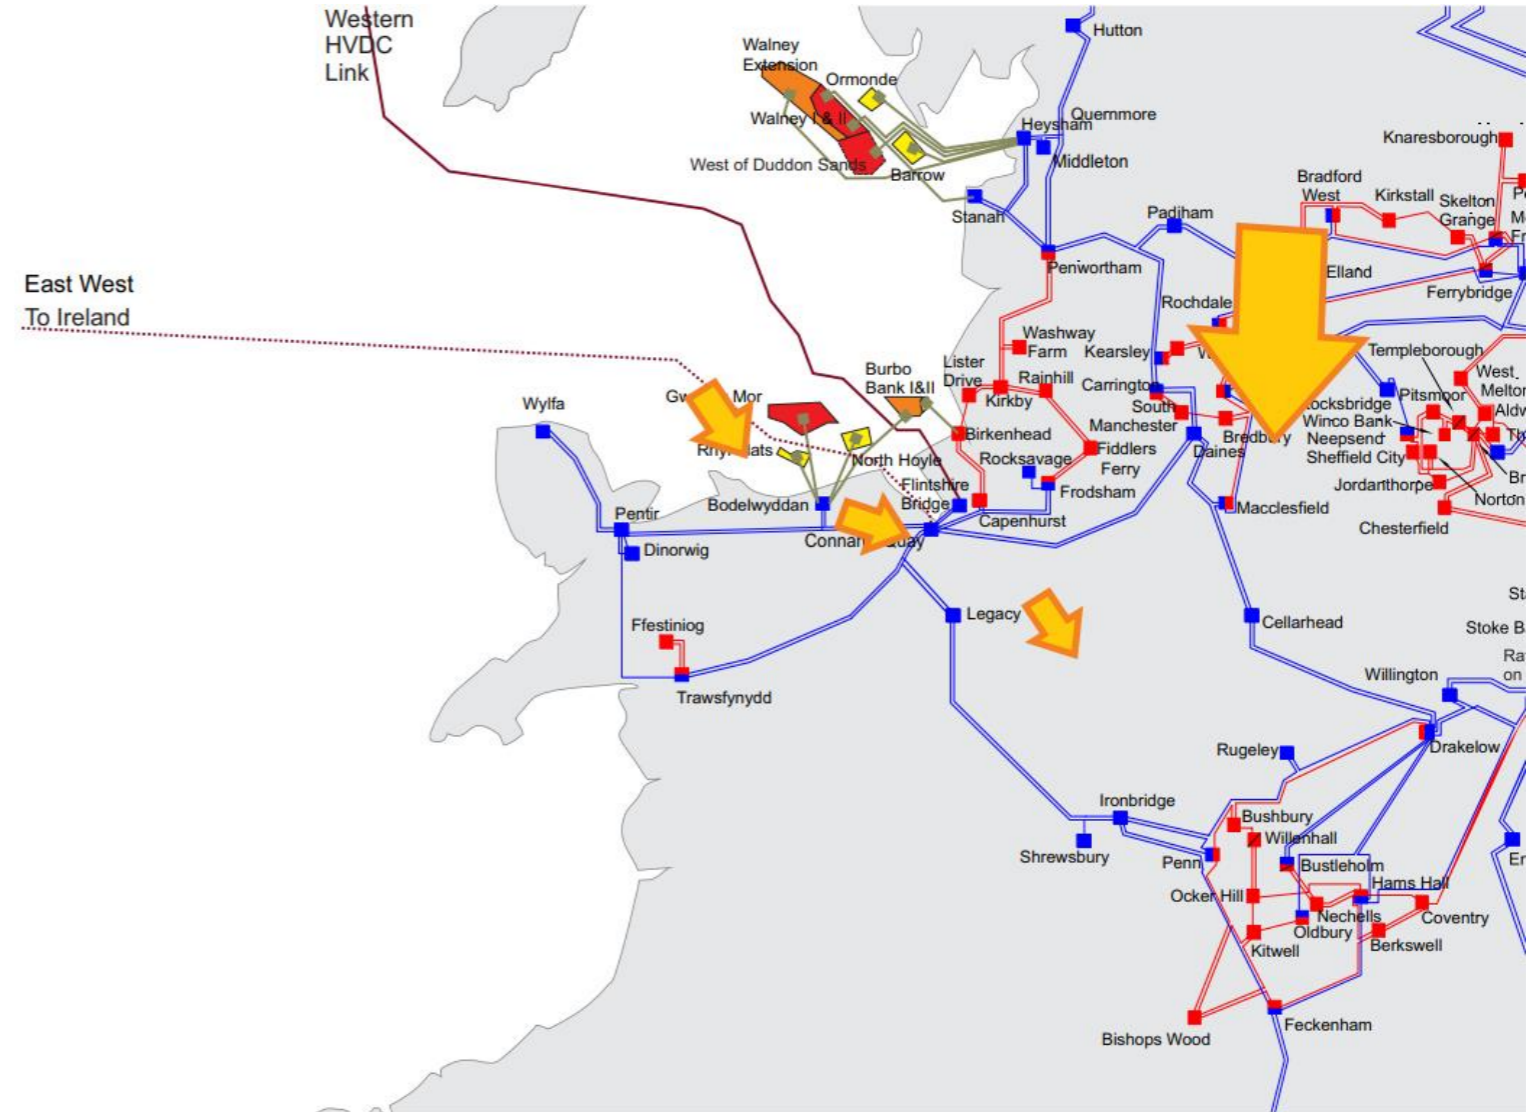 Western
HVDC
Link
Hutton
Walney
Extension
Ormonde
Walney I & II
Quernmore
Heysham
Middleton
West of Duddon Sands
Barrow
Stanah
Padiham
Penwortham
Knaresborough
Bradford
West
Kirkstall
Skelton
Grange
Elland
Ferrybridge
Rochdale
East West
To Ireland
Washway
Farm
Kearsley
Templeborough
Lister
Drive
Rainhill
Carrington
Kirkby
South
Manchester
Bredbury
Daines
West
Pitsmoor
Winco Bank
Neepsend
Sheffield City
Jordanthorpe
Norton
Chesterfield
Burbo
Bank I&II
Mor
North Hoyle
Wylfa
Birkenhead
Rocksavage
Fiddlers
Ferry
Frodsham
Flintshire
Bridge
Capenhurst
Macclesfield
Bodelwyddan
Pentir
Dinorwig
Legacy
Cellarhead
Ffestiniog
Trawsfynydd
Willington
on
Drakelow
Rugeley
Ironbridge
Shrewsbury
Bushbury
Willenhall
Penn
Bustleholm
Ocker Hill
Hams Hall
Nechells
Coventry
Oldbury
Kitwell
Berkswell
Bishops Wood
Feckenham